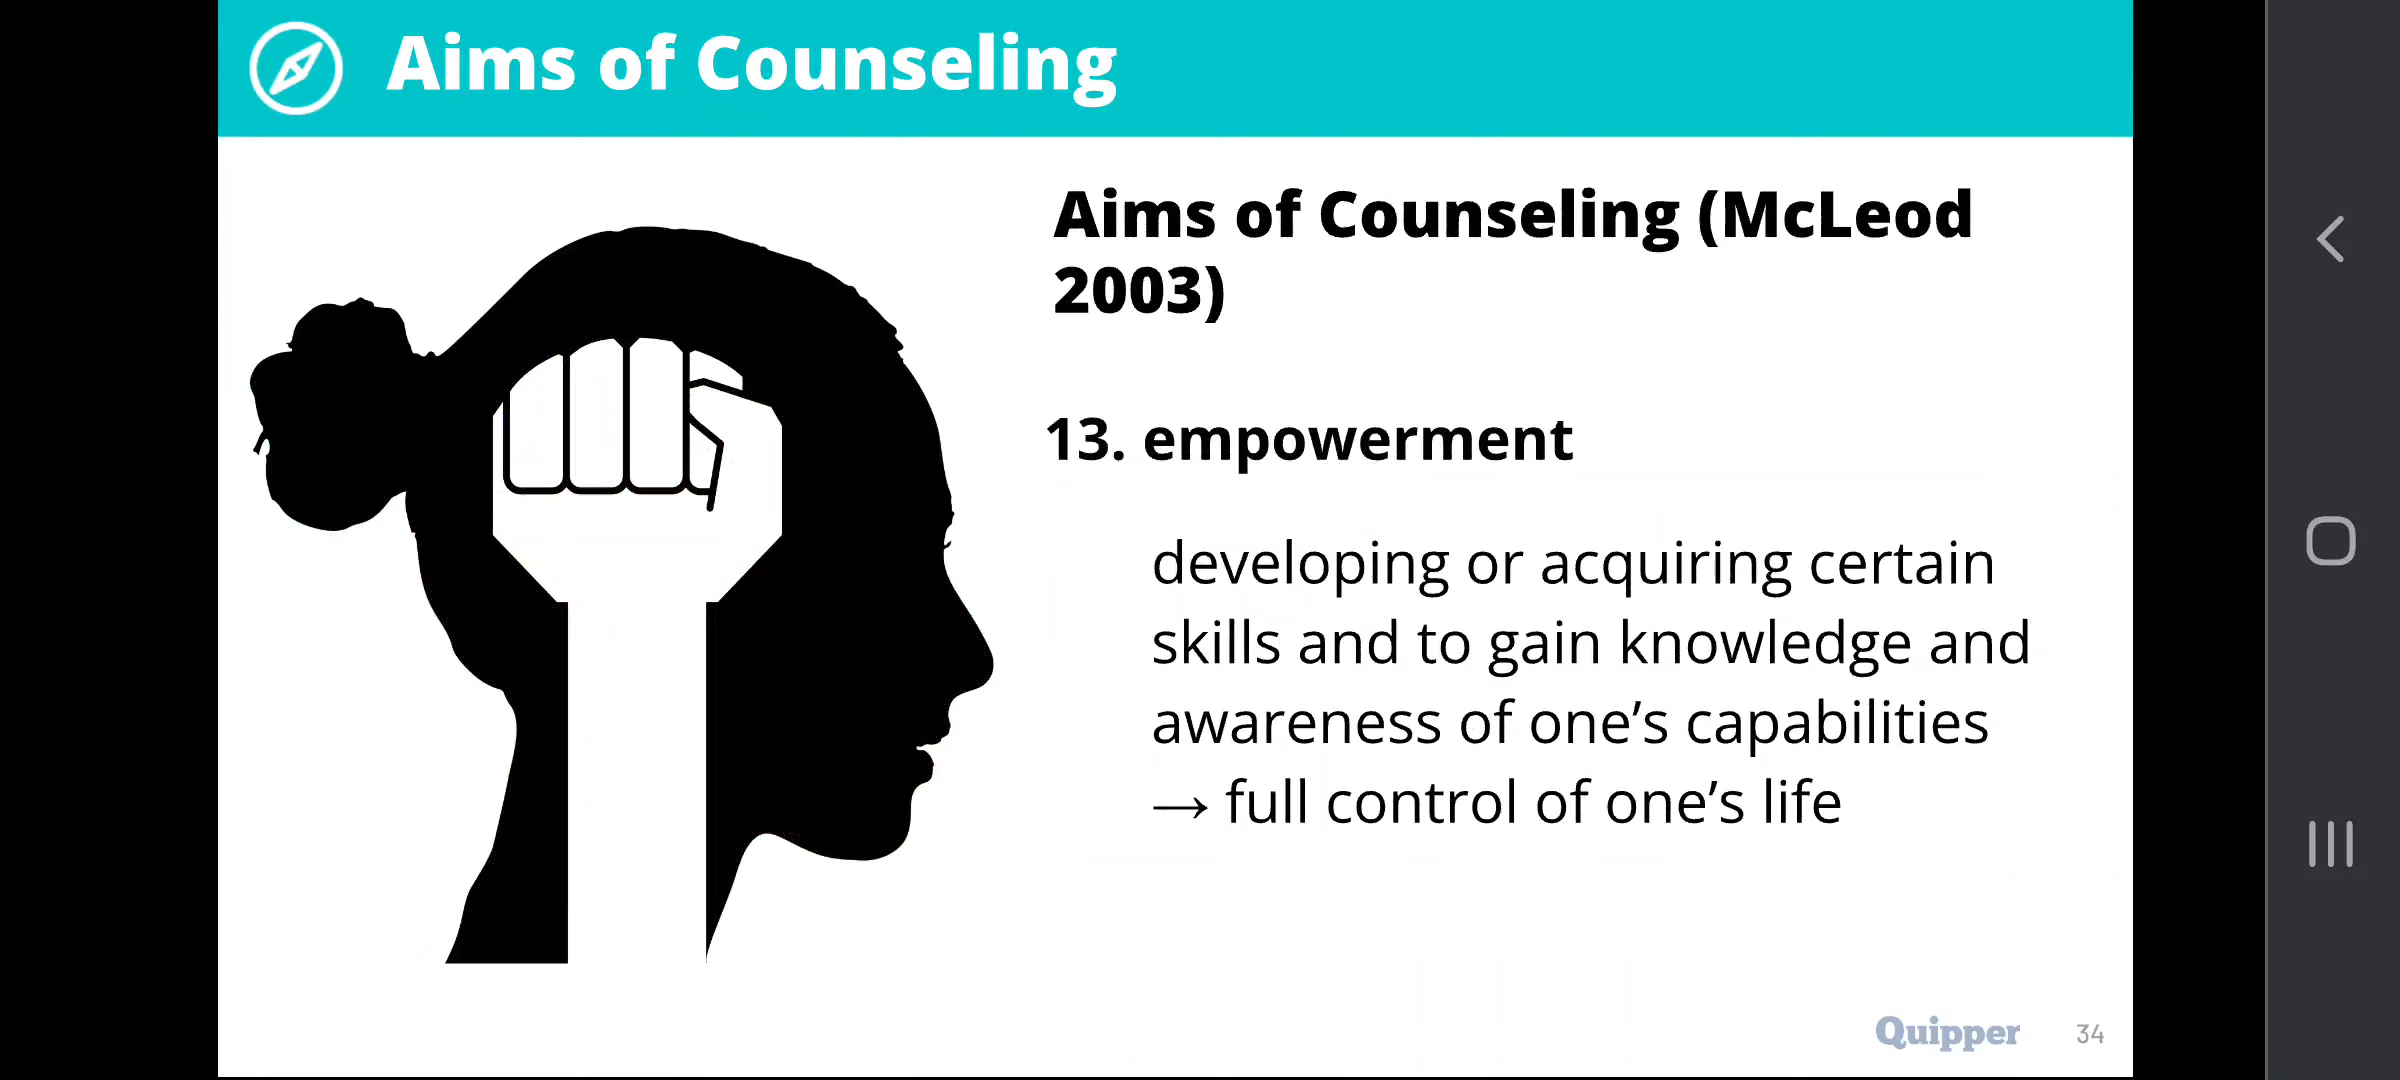 Aims of Counseling
Aims of Counseling (McLeod
2003)
13. empowerment
developing or acquiring certain
skills and to gain knowledge and
awareness of one’s capabilities
→ full control of one’s life
Quipper 34